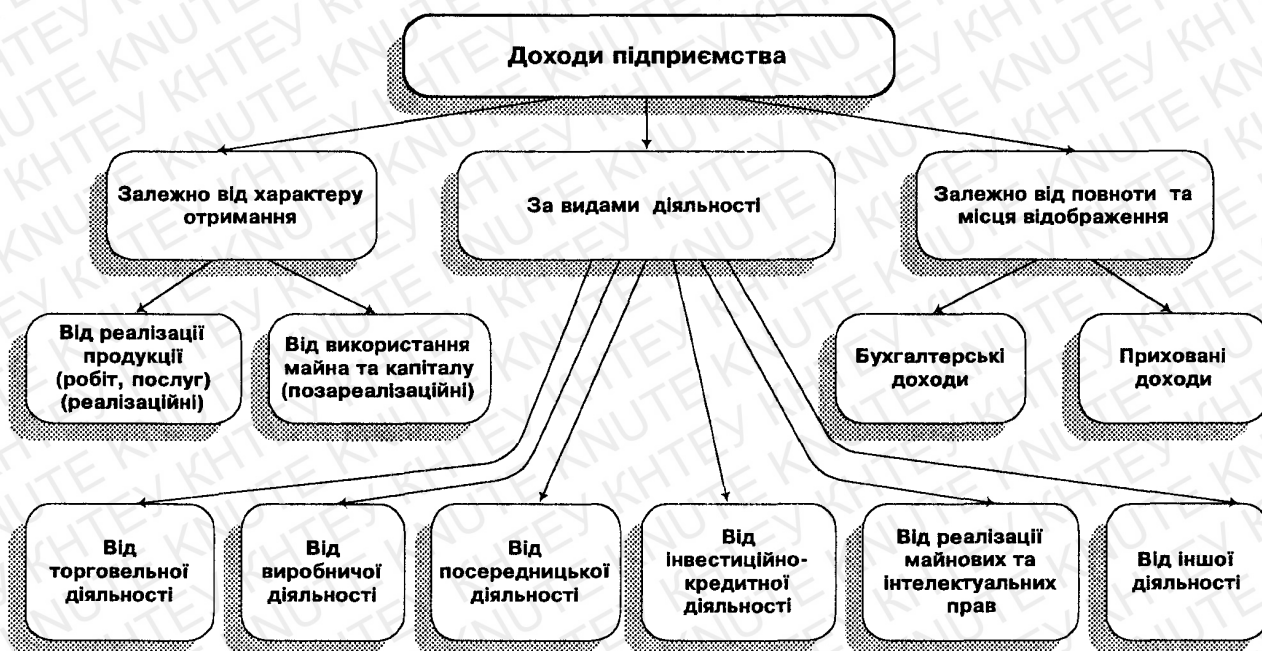 Доходи підприємства
Залежно від характеру
отримання
За видами діяльності
Залежно від повноти та
місця відображення
Від реалізації
продукції
(робіт, послуг)
(реалізаційні)
Від використання
майна та капіталу
(позареалізаційні)
Бухгалтерські
доходи
Приховані
доходи
Від
торговельної
діяльності
Від
виробничої
діяльності
Від
посередницької
діяльності
Від
інвестиційно-
кредитної
діяльності
Від реалізації
майнових та
інтелектуальних
прав
Від іншої
діяльності